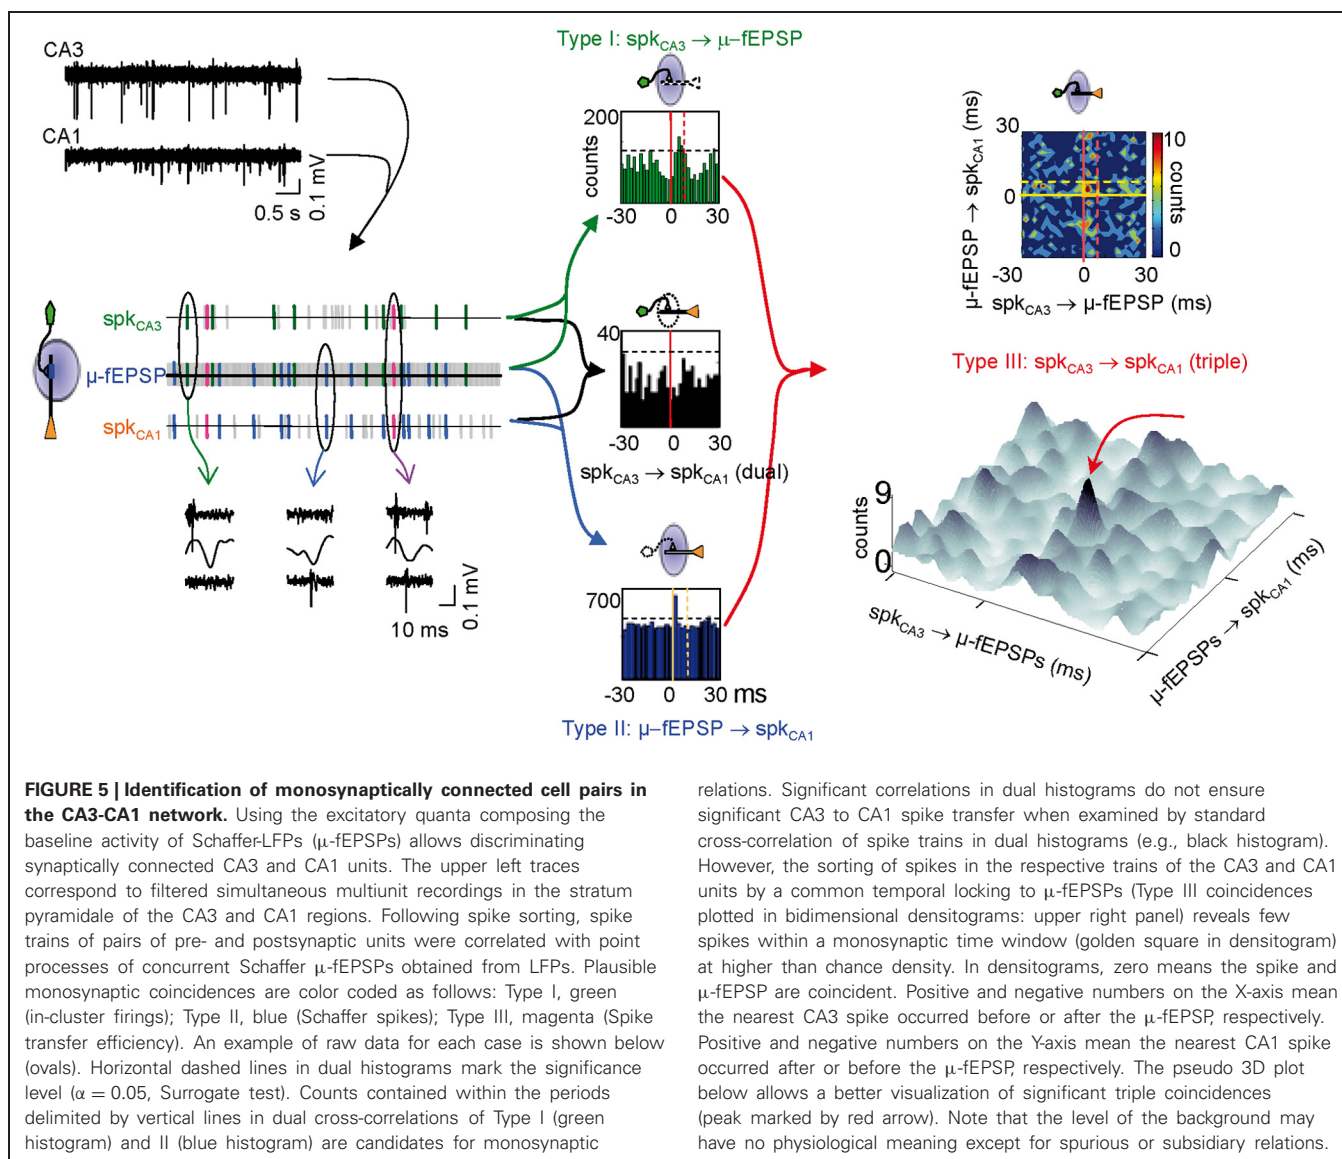 CA3
CA1
0.5 s
0.1 mV
Type I: spkCA3 → μ–fEPSP
200
counts
-30 0 30
μ-fEPSP → spkCA1 (ms)
30
0
-30 0 30
spkCA3 → μ-fEPSP (ms)
10
counts
0
spkCA3
μ-fEPSP
spkCA1
10 ms
0.1 mV
40
-30 0 30
spkCA3 → spkCA1 (dual)
700
-30 0 30 ms
Type II: μ–fEPSP → spkCA1
Type III: spkCA3 → spkCA1 (triple)
9
counts
0
spkCA3 → μ-fEPSPs (ms)
μ-fEPSPs → spkCA1 (ms)
FIGURE 5 | Identification of monosynaptically connected cell pairs in
the CA3-CA1 network. Using the excitatory quanta composing the
baseline activity of Schaffer-LFPs (μ-fEPSPs) allows discriminating
synaptically connected CA3 and CA1 units. The upper left traces
correspond to filtered simultaneous multiunit recordings in the stratum
pyramidale of the CA3 and CA1 regions. Following spike sorting, spike
trains of pairs of pre- and postsynaptic units were correlated with point
processes of concurrent Schaffer μ-fEPSPs obtained from LFPs. Plausible
monosynaptic coincidences are color coded as follows: Type I, green
(in-cluster firings); Type II, blue (Schaffer spikes); Type III, magenta (Spike
transfer efficiency). An example of raw data for each case is shown below
(ovals). Horizontal dashed lines in dual histograms mark the significance
level (α = 0.05, Surrogate test). Counts contained within the periods
delimited by vertical lines in dual cross-correlations of Type I (green
histogram) and II (blue histogram) are candidates for monosynaptic
relations. Significant correlations in dual histograms do not ensure
significant CA3 to CA1 spike transfer when examined by standard
cross-correlation of spike trains in dual histograms (e.g., black histogram).
However, the sorting of spikes in the respective trains of the CA3 and CA1
units by a common temporal locking to μ-fEPSPs (Type III coincidences
plotted in bidimensional densitograms: upper right panel) reveals few
spikes within a monosynaptic time window (golden square in densitogram)
at higher than chance density. In densitograms, zero means the spike and
μ-fEPSP are coincident. Positive and negative numbers on the X-axis mean
the nearest CA3 spike occurred before or after the μ-fEPSP, respectively.
Positive and negative numbers on the Y-axis mean the nearest CA1 spike
occurred after or before the μ-fEPSP, respectively. The pseudo 3D plot
below allows a better visualization of significant triple coincidences
(peak marked by red arrow). Note that the level of the background may
have no physiological meaning except for spurious or subsidiary relations.